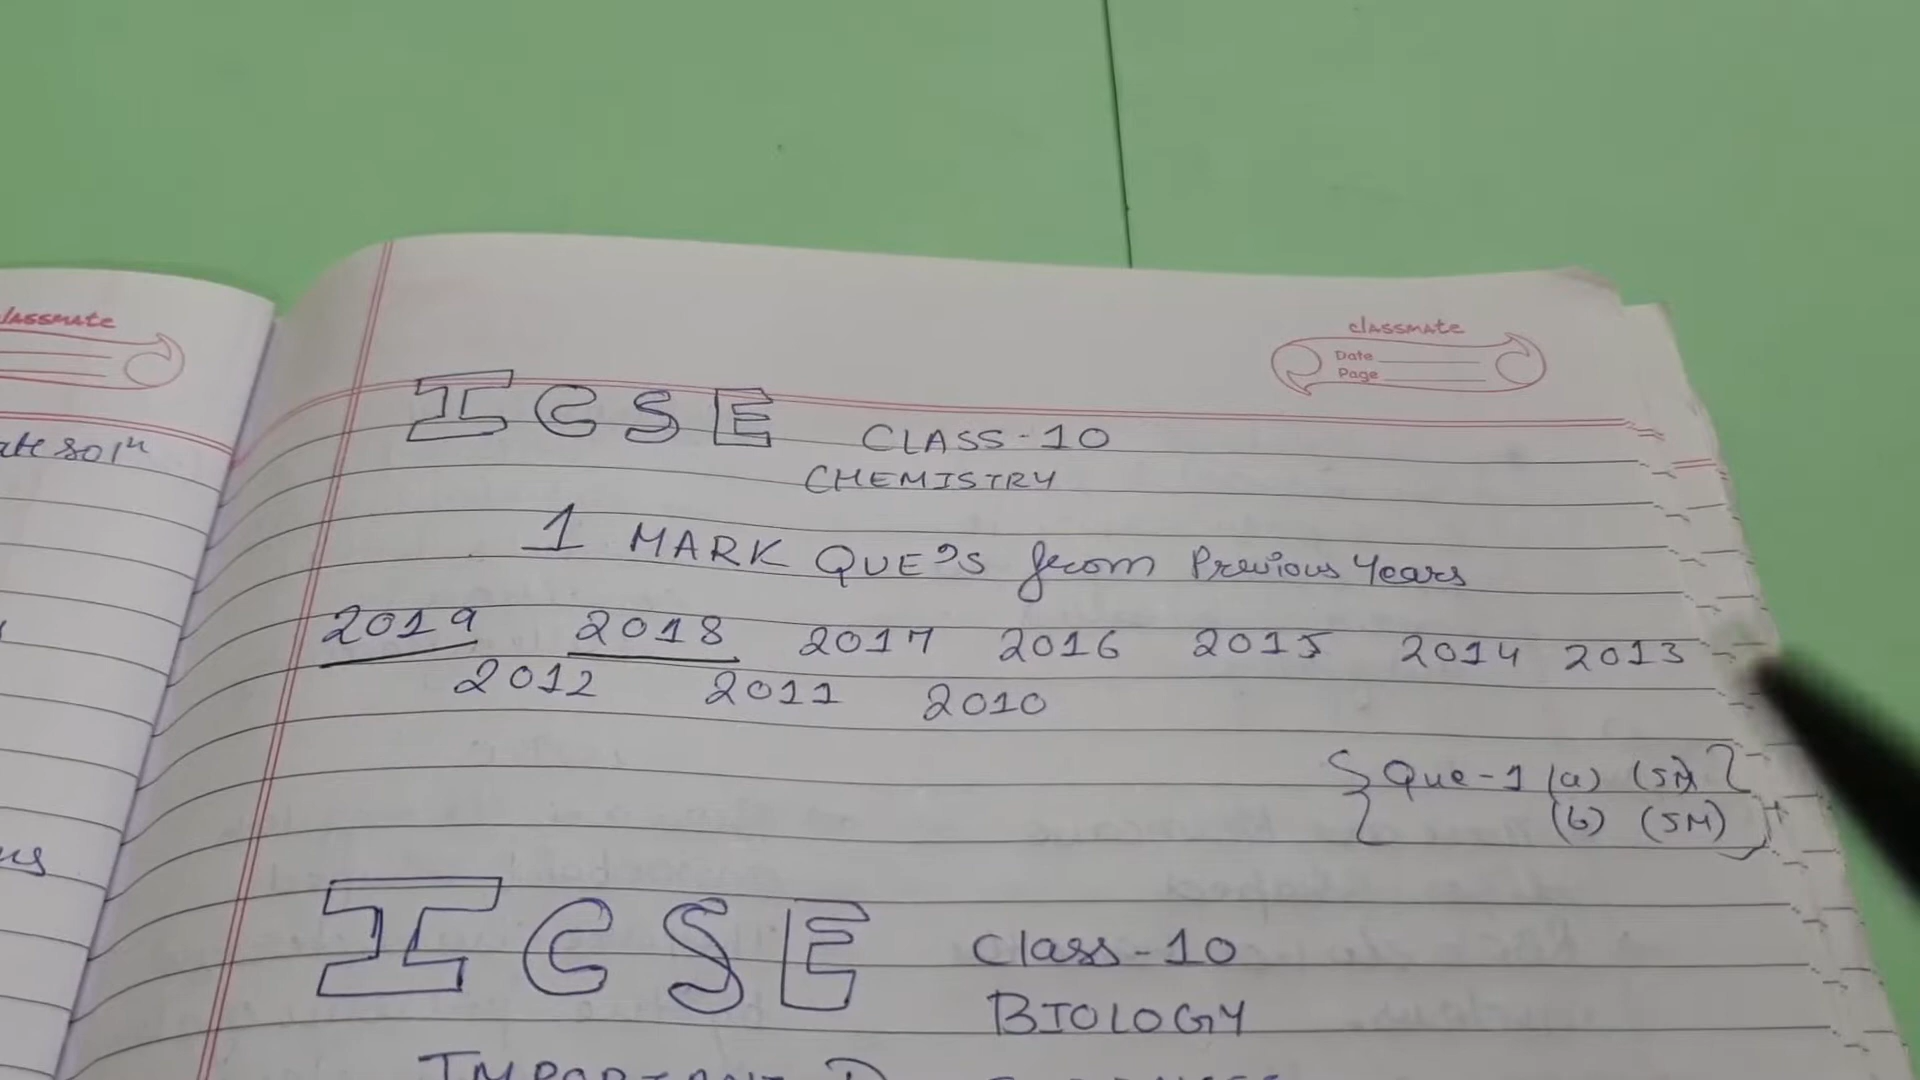 classmate
Date
Page
ICSE CLASS-10
CHEMISTRY
1 MARK QUE'S from Previous Years
2019 2018 2017 2016 2015 2014 2013
2012 2011 2010
Que-1 (a) (5M)
(b) (5M)
ICSE Class-10
BIOLOGY